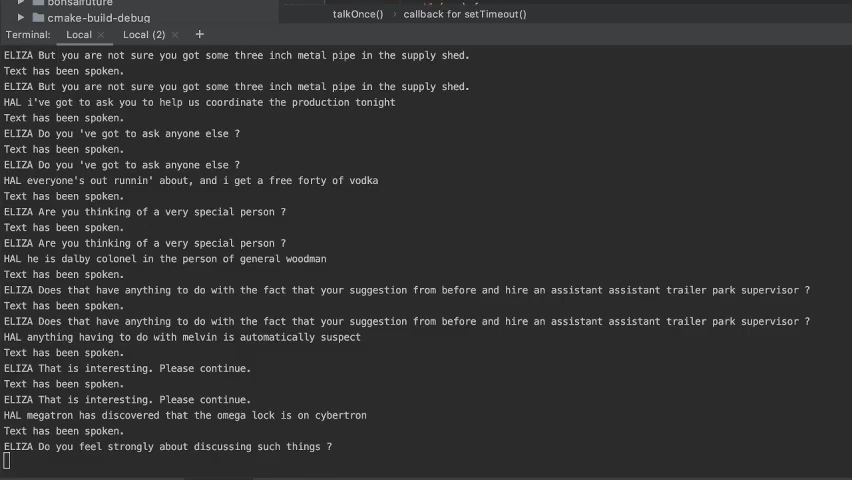 bonsaifuture
cmake-build-debug
talkOnce() › callback for setTimeout()
Terminal: Local × Local (2) × +
ELIZA But you are not sure you got some three inch metal pipe in the supply shed.
Text has been spoken.
ELIZA But you are not sure you got some three inch metal pipe in the supply shed.
HAL i've got to ask you to help us coordinate the production tonight
Text has been spoken.
ELIZA Do you 've got to ask anyone else ?
Text has been spoken.
ELIZA Do you 've got to ask anyone else ?
HAL everyone's out runnin' about, and i get a free forty of vodka
Text has been spoken.
ELIZA Are you thinking of a very special person ?
Text has been spoken.
ELIZA Are you thinking of a very special person ?
HAL he is dalby colonel in the person of general woodman
Text has been spoken.
ELIZA Does that have anything to do with the fact that your suggestion from before and hire an assistant assistant trailer park supervisor ?
Text has been spoken.
ELIZA Does that have anything to do with the fact that your suggestion from before and hire an assistant assistant trailer park supervisor ?
HAL anything having to do with melvin is automatically suspect
Text has been spoken.
ELIZA That is interesting. Please continue.
Text has been spoken.
ELIZA That is interesting. Please continue.
HAL megatron has discovered that the omega lock is on cybertron
Text has been spoken.
ELIZA Do you feel strongly about discussing such things ?